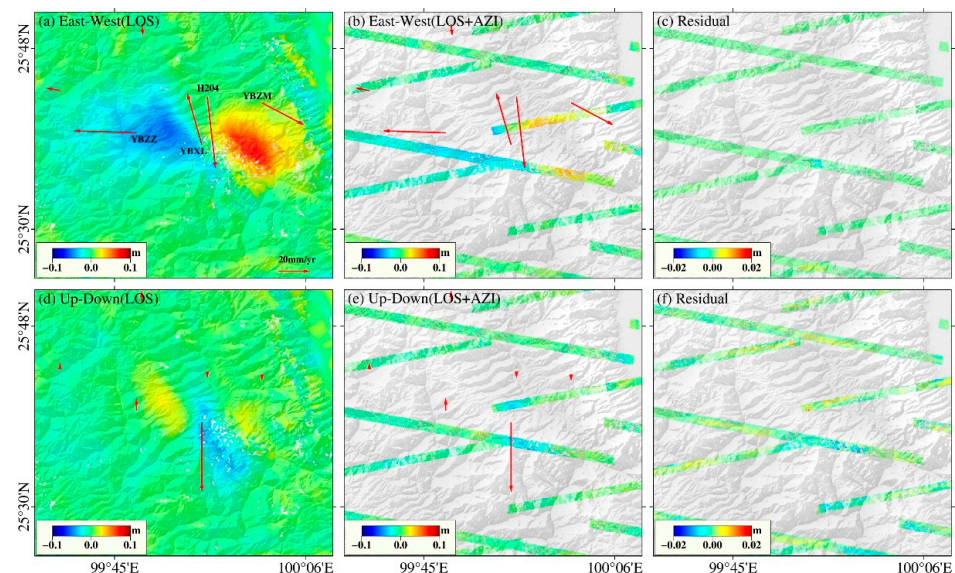 (a) East-West(LOS)
(b) East-West(LOS+AZI)
(c) Residual
25°48'N
H204
YBZM
YBZZ
YBXL
25°30'N
m
−0.1 0.0 0.1
20mm/yr
m
−0.1 0.0 0.1
m
−0.02 0.0 0.02
(d) Up-Down(LOS)
(e) Up-Down(LOS+AZI)
(f) Residual
25°48'N
25°30'N
m
−0.1 0.0 0.1
m
−0.1 0.0 0.1
m
−0.02 0.0 0.02
99°45'E 100°06'E
99°45'E 100°06'E
99°45'E 100°06'E